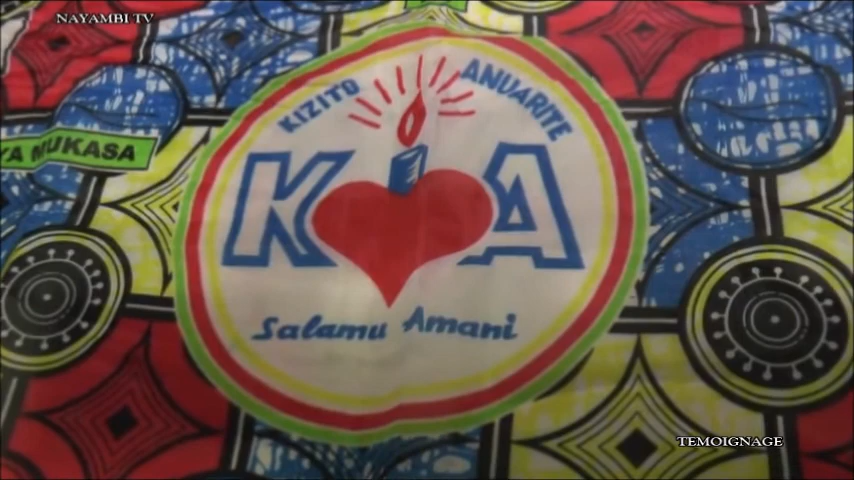 NAYAMBI TV
KIZITO
ANUARITE
YA MUKASA
K A
Salamu Amani
TEMOIGNAGE